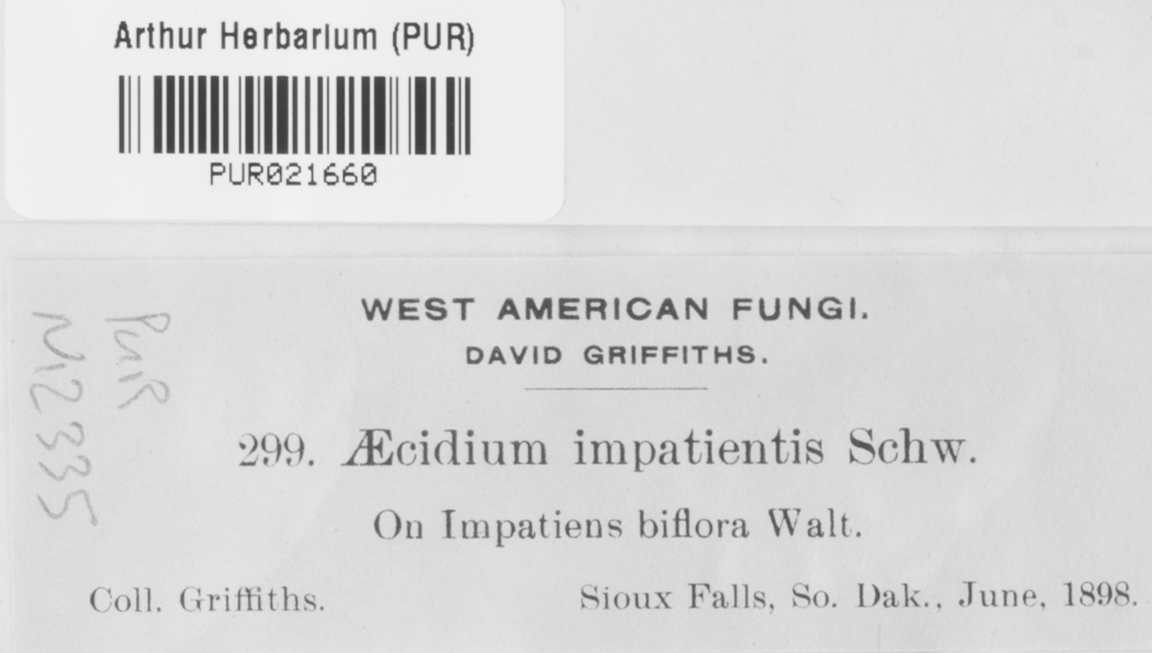 Arthur Herbarium (PUR)
PUR021660
WEST AMERICAN FUNGI.
DAVID GRIFFITHS.
299. Æcidium impatientis Schw.
On Impatiens biflora Walt.
Coll. Griffiths. Sioux Falls, So. Dak., June, 1898.
PUR
N12335